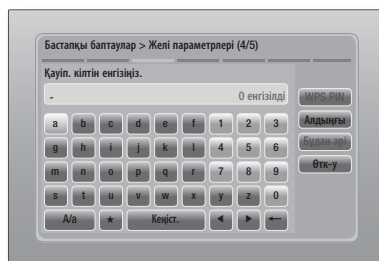 Бастапқы баптаулар > Желі параметрлері (4/5)
Қауіп. кілтін енгізіңіз.
- 0 енгізілді WPS PIN
a b c d e f 1 2 3 Алдыңғы
g h i j k l 4 5 6 Бұдан әрі
m n o p q r 7 8 9 Өтк-у
s t u v w x y z 0
A/a ★ Кеңіст. ◀ ▶ ←